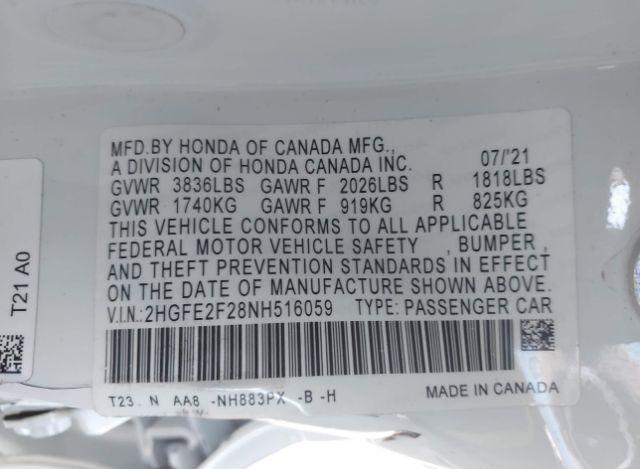 MFD.BY HONDA OF CANADA MFG.,
A DIVISION OF HONDA CANADA INC. 07/'21
GVWR 3836LBS GAWR F 2026LBS R 1818LBS
GVWR 1740KG GAWR F 919KG R 825KG
THIS VEHICLE CONFORMS TO ALL APPLICABLE
FEDERAL MOTOR VEHICLE SAFETY , BUMPER ,
AND THEFT PREVENTION STANDARDS IN EFFECT
ON THE DATE OF MANUFACTURE SHOWN ABOVE.
V.I.N.:2HGFE2F28NH516059 TYPE: PASSENGER CAR
T23 . N AA8 -NH883PX -B -H MADE IN CANADA
T21 A0